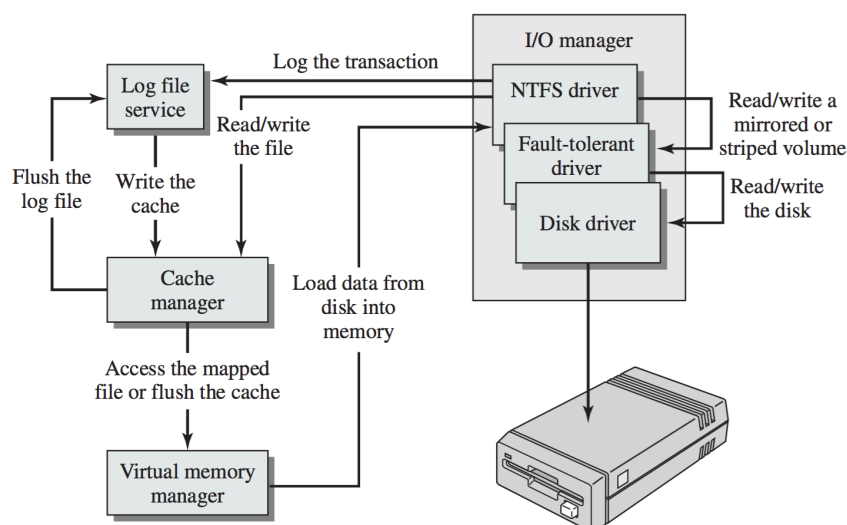 I/O manager
Log the transaction
Log file
service
NTFS driver
Read/write
the file
Read/write a
mirrored or
striped volume
Fault-tolerant
driver
Flush the
log file
Write the
cache
Read/write
the disk
Disk driver
Cache
manager
Load data from
disk into
memory
Access the mapped
file or flush the cache
Virtual memory
manager